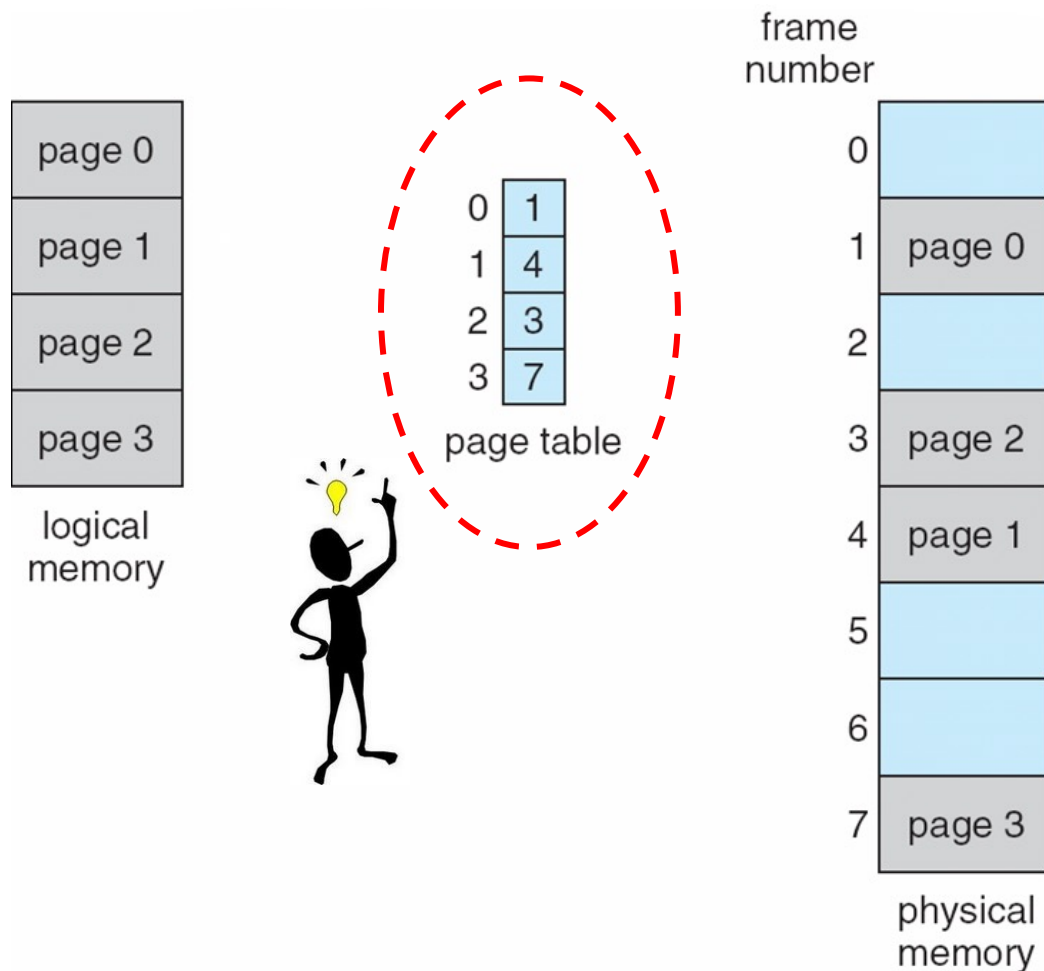 page 0
page 1
page 2
page 3
logical
memory
0 1
1 4
2 3
3 7
page table
frame
number
0
1 page 0
2
3 page 2
4 page 1
5
6
7 page 3
physical
memory